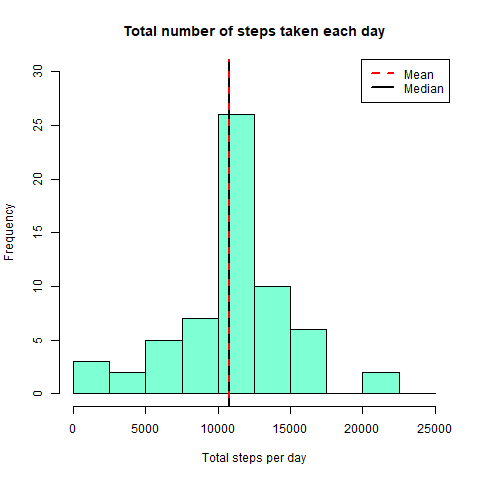 Total number of steps taken each day
Mean
Median
Frequency
30
25
20
15
10
5
0
0 5000 10000 15000 20000 25000
Total steps per day